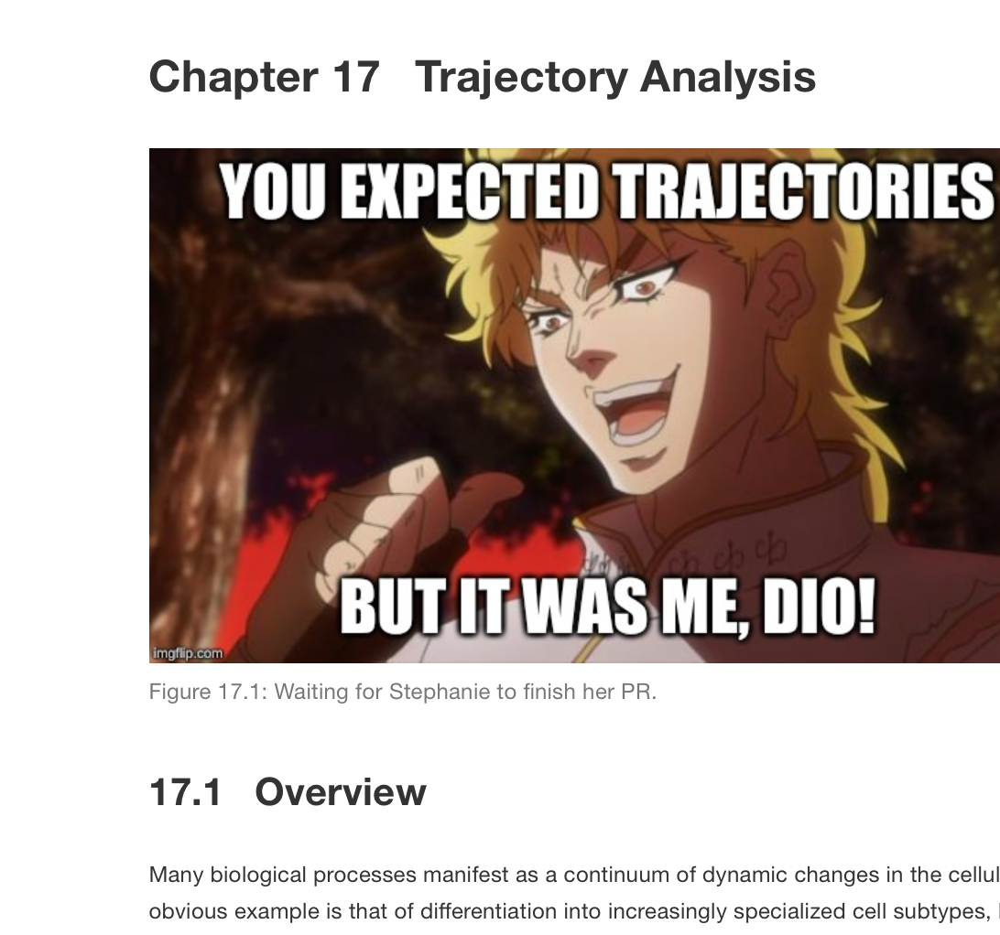 Chapter 17 Trajectory Analysis
YOU EXPECTED TRAJECTORIES
BUT IT WAS ME, DIO!
imgflip.com
Figure 17.1: Waiting for Stephanie to finish her PR.
17.1 Overview
Many biological processes manifest as a continuum of dynamic changes in the cellul
obvious example is that of differentiation into increasingly specialized cell subtypes,